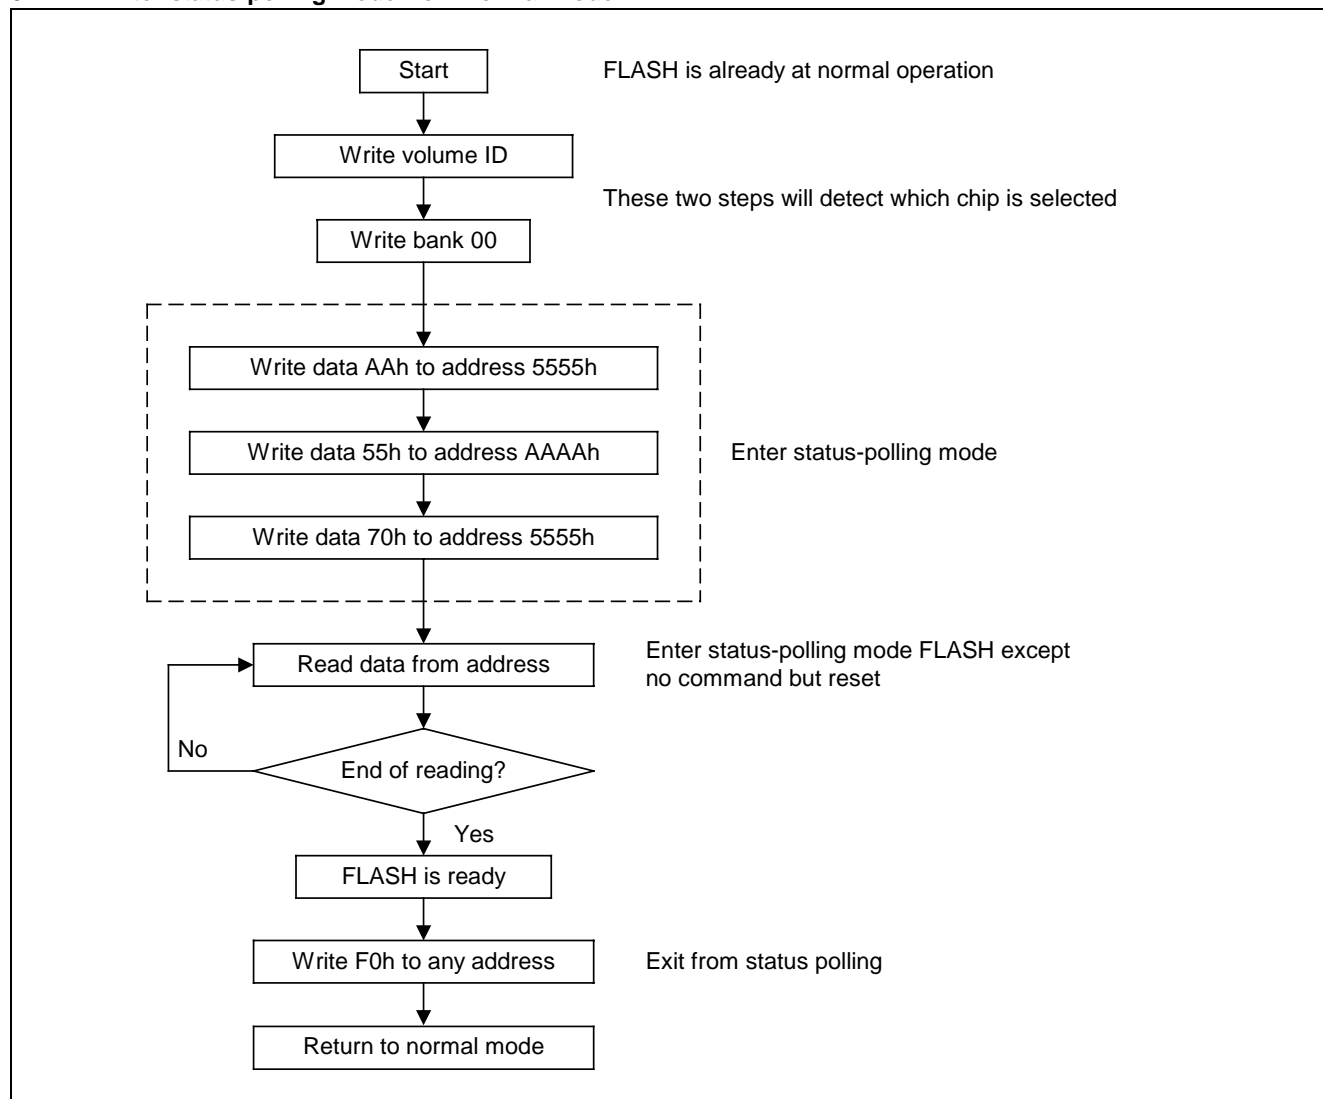 Start
FLASH is already at normal operation
Write volume ID
These two steps will detect which chip is selected
Write bank 00
Write data AAh to address 5555h
Write data 55h to address AAAAh
Enter status-polling mode
Write data 70h to address 5555h
Read data from address
Enter status-polling mode FLASH except
no command but reset
No
End of reading?
Yes
FLASH is ready
Write F0h to any address
Exit from status polling
Return to normal mode